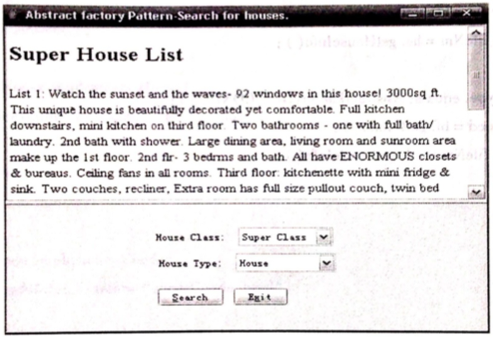 Abstract factory Pattern-Search for houses.
Super House List
List 1: Watch the sunset and the waves- 92 windows in this house! 3000sq ft.
This unique house is beautifully decorated yet comfortable. Full kitchen
downstairs, mini kitchen on third floor. Two bathrooms - one with full bath/
laundry. 2nd bath with shower. Large dining area, living room and sunroom area
make up the 1st floor. 2nd flr- 3 bedrms and bath. All have ENORMOUS closets
& bureaus. Ceiling fans in all rooms. Third floor: kitchenette with mini fridge &
sink. Two couches, recliner, Extra room has full size pullout couch, twin bed
House Class: Super Class
House Type: House
Search Exit